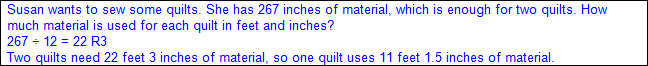 Susan wants to sew some quilts. She has 267 inches of material, which is enough for two quilts. How
much material is used for each quilt in feet and inches?
267 ÷ 12 = 22 R3
Two quilts need 22 feet 3 inches of material, so one quilt uses 11 feet 1.5 inches of material.